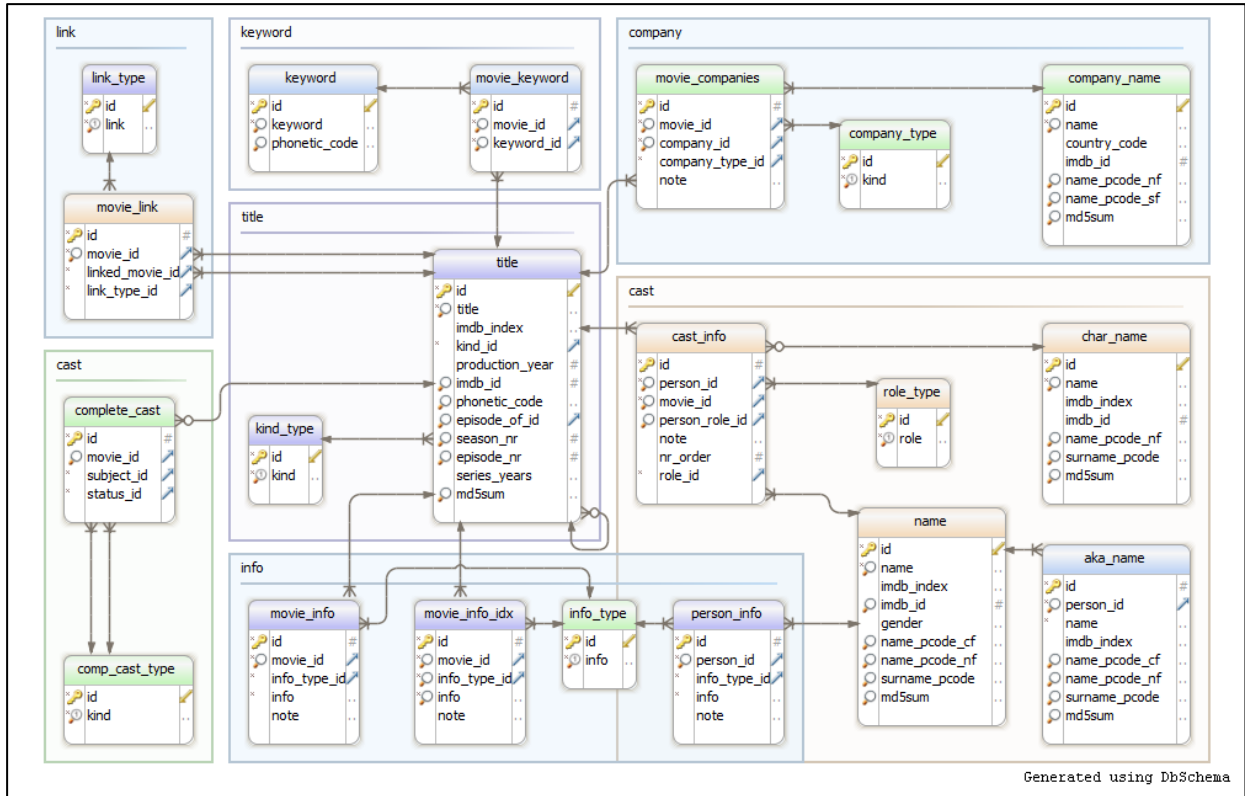 link
link_type
id
link
movie_link
id
movie_id
linked_movie_id
link_type_id
keyword
keyword
id
keyword
phonetic_code
movie_keyword
id
movie_id
keyword_id
company
movie_companies
id
movie_id
company_id
company_type_id
note
company_type
id
kind
company_name
id
name
country_code
imdb_id
name_pcode_nf
name_pcode_sf
md5sum
title
title
id
title
imdb_index
kind_id
production_year
imdb_id
phonetic_code
episode_of_id
season_nr
episode_nr
series_years
md5sum
kind_type
id
kind
cast
complete_cast
id
movie_id
subject_id
status_id
comp_cast_type
id
kind
cast
cast_info
id
person_id
movie_id
person_role_id
note
nr_order
role_id
role_type
id
role
char_name
id
name
imdb_index
imdb_id
name_pcode_nf
surname_pcode
md5sum
name
id
name
imdb_index
imdb_id
gender
name_pcode_cf
name_pcode_nf
surname_pcode
md5sum
aka_name
id
person_id
name
imdb_index
name_pcode_cf
name_pcode_nf
surname_pcode
md5sum
info
movie_info
id
movie_id
info_type_id
info
note
movie_info_idx
id
movie_id
info_type_id
info
note
info_type
id
info
person_info
id
person_id
info_type_id
info
note
Generated using DbSchema